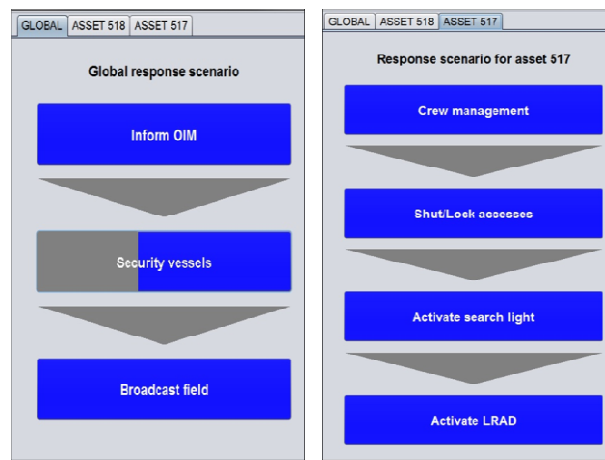 GLOBAL ASSET 518 ASSET 517
Global response scenario
Inform OIM
Security vessels
Broadcast field
GLOBAL ASSET 518 ASSET 517
Response scenario for asset 517
Crew management
Shut/Lock accesses
Activate search light
Activate LRAD